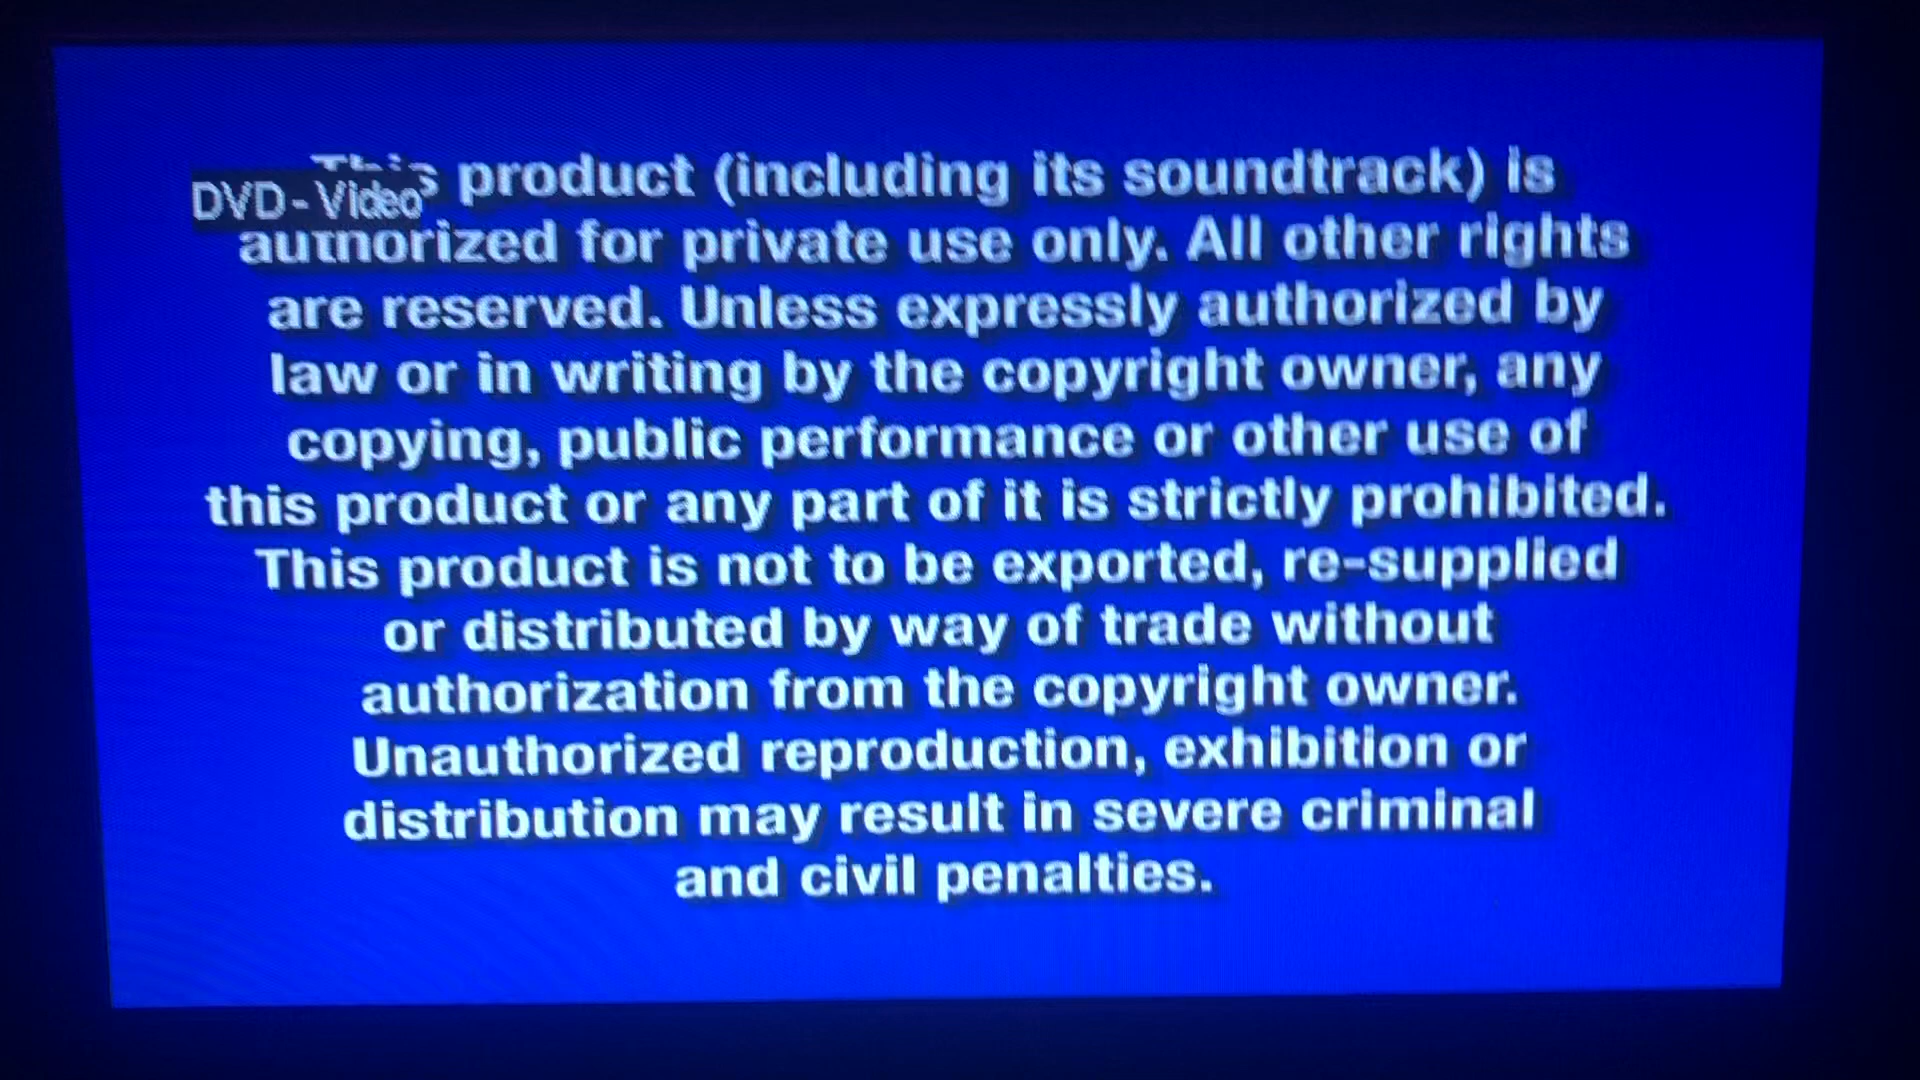 This product (including its soundtrack) is
DVD-Video
authorized for private use only. All other rights
are reserved. Unless expressly authorized by
law or in writing by the copyright owner, any
copying, public performance or other use of
this product or any part of it is strictly prohibited.
This product is not to be exported, re-supplied
or distributed by way of trade without
authorization from the copyright owner.
Unauthorized reproduction, exhibition or
distribution may result in severe criminal
and civil penalties.